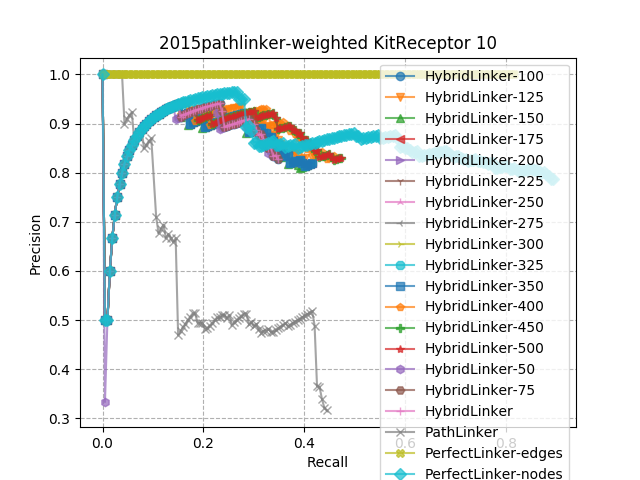 2015pathlinker-weighted KitReceptor 10
1.0
0.9
0.8
0.7
0.6
0.5
0.4
0.3
Precision
0.0
0.2
0.4
0.6
0.8
Recall
HybridLinker-100
HybridLinker-125
HybridLinker-150
HybridLinker-175
HybridLinker-200
HybridLinker-225
HybridLinker-250
HybridLinker-275
HybridLinker-300
HybridLinker-325
HybridLinker-350
HybridLinker-400
HybridLinker-450
HybridLinker-500
HybridLinker-50
HybridLinker-75
HybridLinker
PathLinker
PerfectLinker-edges
PerfectLinker-nodes